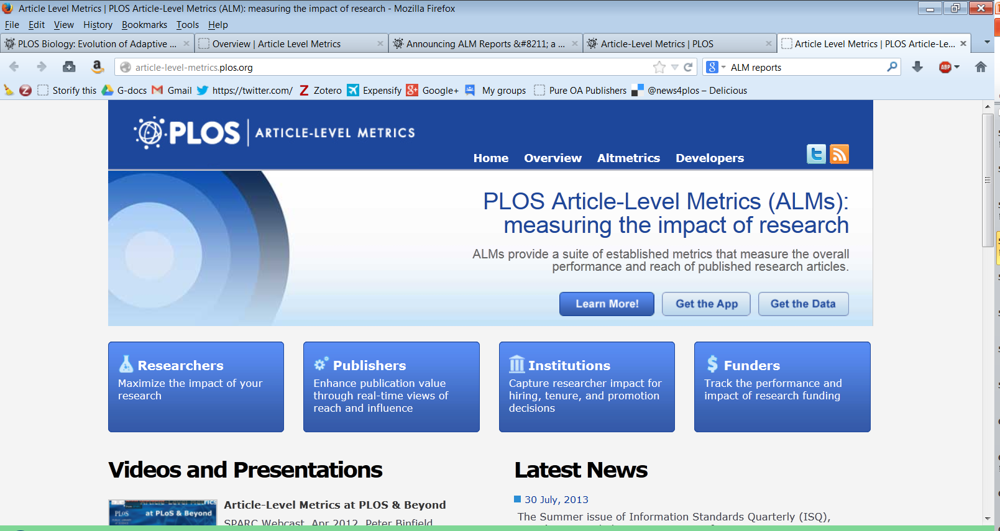 Article Level Metrics | PLOS Article-Level Metrics (ALM): measuring the impact of research - Mozilla Firefox
File Edit View History Bookmarks Tools Help
PLOS Biology: Evolution of Adaptive ... Overview | Article Level Metrics Announcing ALM Reports &#8211; a ... Article-Level Metrics | PLOS Article Level Metrics | PLOS Article-Le...
article-level-metrics.plos.org ALM reports ABP
Storify this G-docs Gmail https://twitter.com/ Zotero Expensify Google+ My groups Pure OA Publishers @news4plos – Delicious
PLOS | ARTICLE-LEVEL METRICS
Home Overview Altmetrics Developers
PLOS Article-Level Metrics (ALMs):
measuring the impact of research
ALMs provide a suite of established metrics that measure the overall
performance and reach of published research articles.
Learn More! Get the App Get the Data
Researchers
Maximize the impact of your
research
Publishers
Enhance publication value
through real-time views of
reach and influence
Institutions
Capture researcher impact for
hiring, tenure, and promotion
decisions
Funders
Track the performance and
impact of research funding
Videos and Presentations
PLOS at PLoS & Beyond
Article-Level Metrics at PLOS & Beyond
SPARC Webcast, Apr 2012, Peter Binfield
Latest News
30 July, 2013
The Summer issue of Information Standards Quarterly (ISQ),